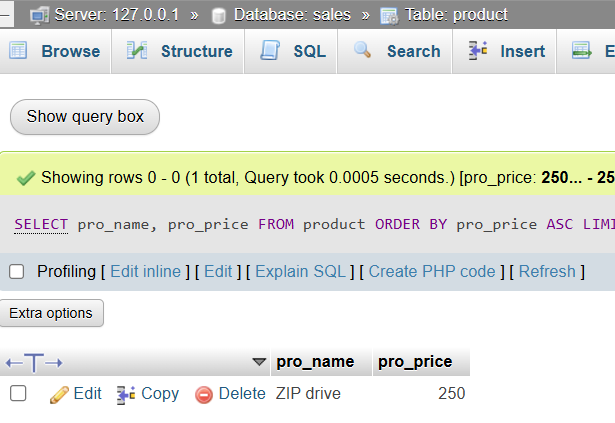 Server: 127.0.0.1 » Database: sales » Table: product
Browse Structure SQL Search Insert E
Show query box
Showing rows 0 - 0 (1 total, Query took 0.0005 seconds.) [pro_price: 250... - 25
SELECT pro_name, pro_price FROM product ORDER BY pro_price ASC LIMI
Profiling [ Edit inline ] [ Edit ] [ Explain SQL ] [ Create PHP code ] [ Refresh ]
Extra options
←T→ pro_name pro_price
Edit Copy Delete ZIP drive 250